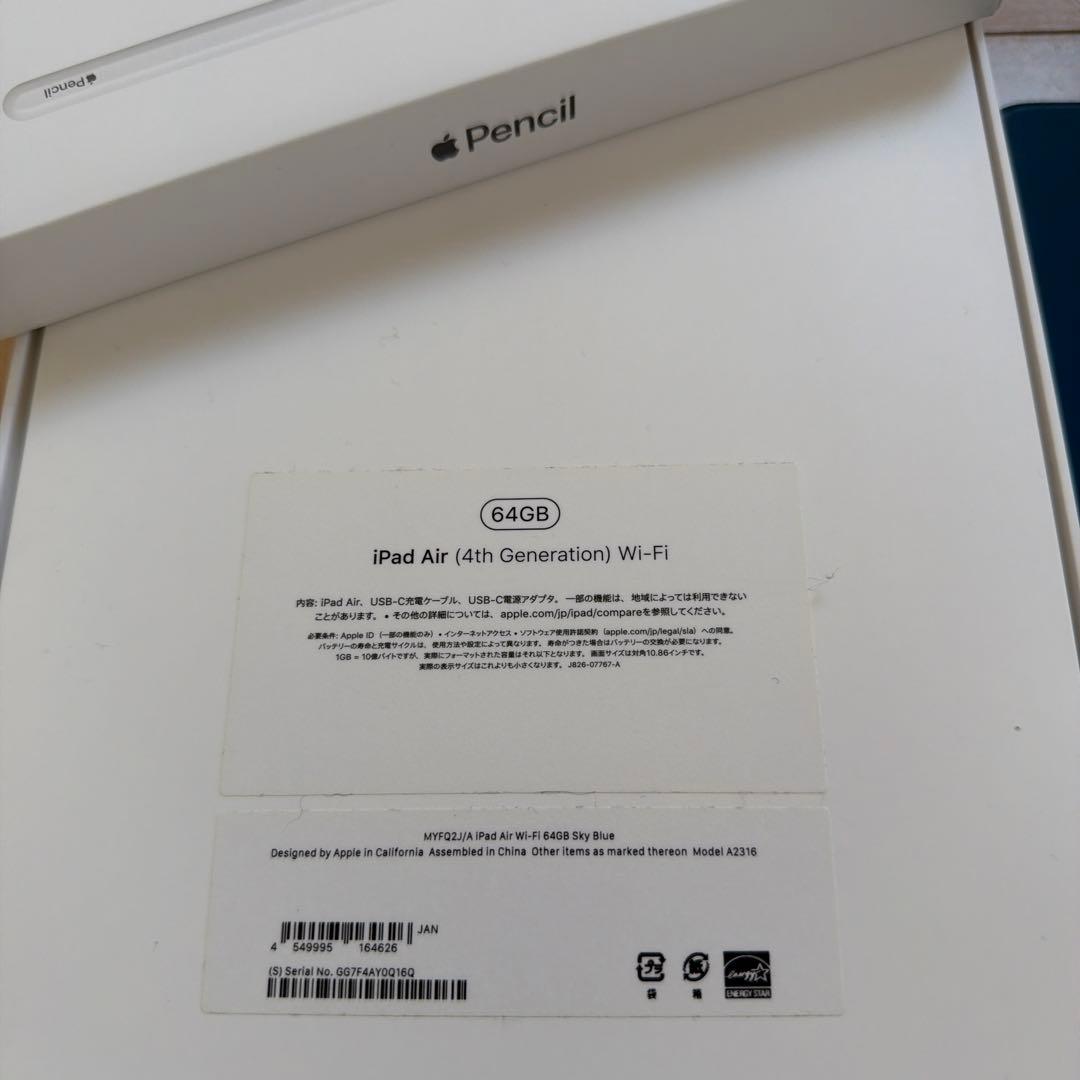 Pencil
Pencil
64GB
iPad Air (4th Generation) Wi-Fi
内容: iPad Air、USB-C充電ケーブル、USB-C電源アダプタ。一部の機能は、地域によっては利用できない
ことがあります。• その他の詳細については、apple.com/jp/ipad/compareを参照してください。
必要条件: Apple ID（一部の機能のみ）• インターネットアクセス • ソフトウェア使用許諾契約（apple.com/jp/legal/sla）への同意。
バッテリーの寿命と充電サイクルは、使用方法や設定によって異なります。寿命がつきた場合はバッテリーの交換が必要になります。
1GB = 10億バイトですが、実際にフォーマットされた容量はそれ以下となります。画面サイズは対角10.86インチです。
実際の表示サイズはこれよりも小さくなります。J826-07767-A
MYFQ2J/A iPad Air Wi-Fi 64GB Sky Blue
Designed by Apple in California Assembled in China Other items as marked thereon Model A2316
JAN
4 549995 164626
(S) Serial No. GG7F4AY0Q16Q
プラ
紙
袋
箱
energy
ENERGY STAR